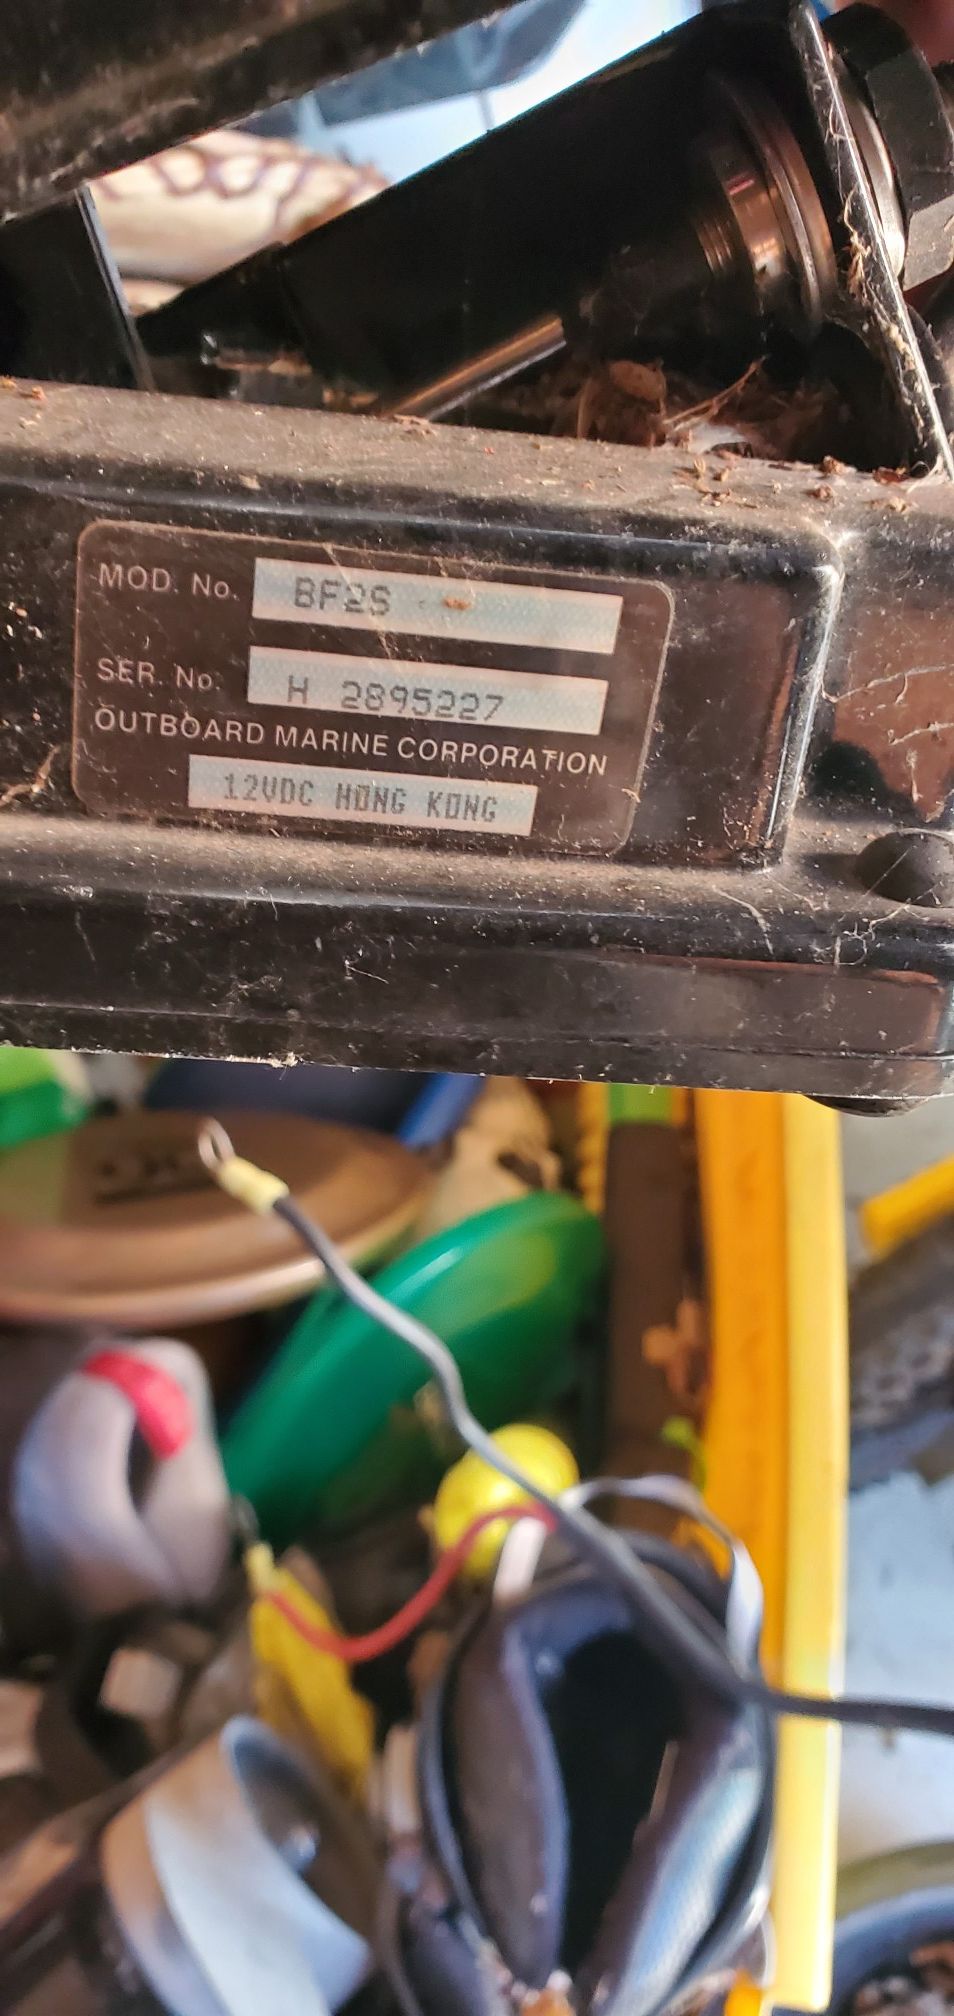 MOD. No. BF2S
SER. No. H 2895227
OUTBOARD MARINE CORPORATION
12VDC HONG KONG